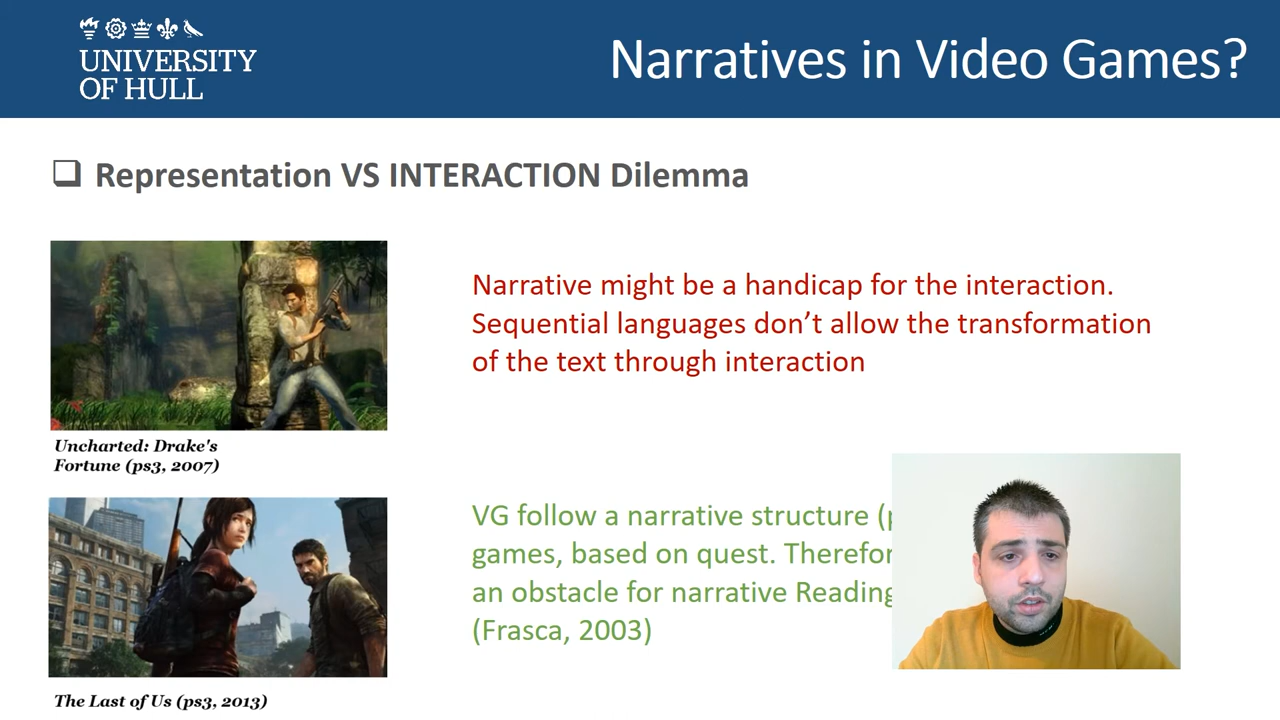 UNIVERSITY
OF HULL
Narratives in Video Games?
Representation VS INTERACTION Dilemma
Narrative might be a handicap for the interaction.
Sequential languages don’t allow the transformation
of the text through interaction
Uncharted: Drake's
Fortune (ps3, 2007)
VG follow a narrative structure (
games, based on quest.
an obstacle for narrative Reading
(Frasca, 2003)
The Last of Us (ps3, 2013)